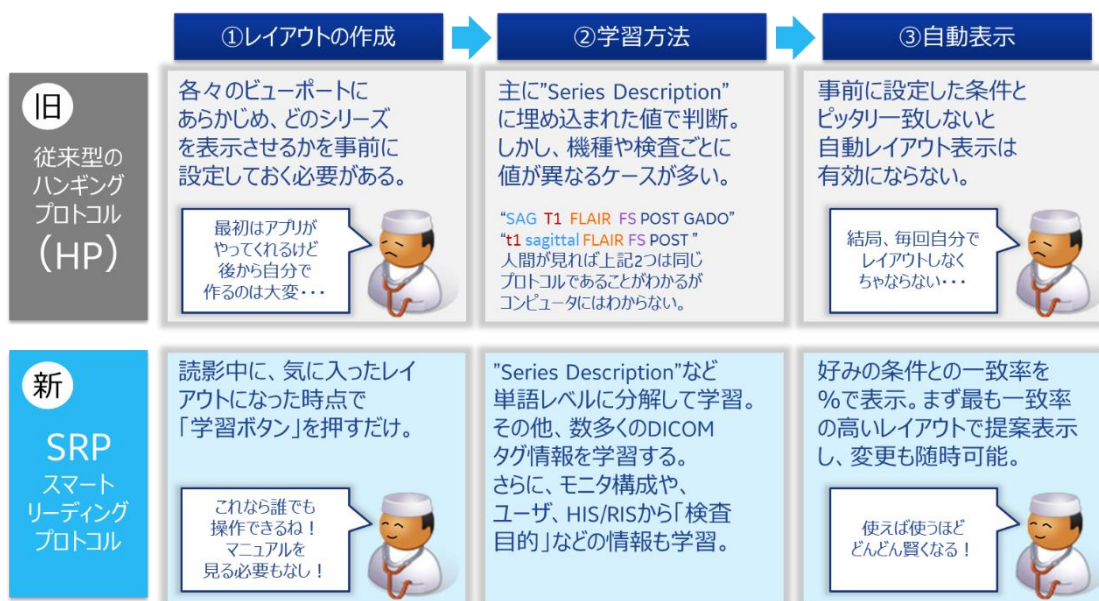 ①レイアウトの作成
②学習方法
③自動表示
旧
従来型の
ハンギング
プロトコル
(HP)
各々のビューポートに
あらかじめ、どのシリーズ
を表示させるかを事前に
設定しておく必要がある。
最初はアプリが
やってくれるけど
後から自分で
作るのは大変・・・
主に"Series Description"
に埋め込まれた値で判断。
しかし、機種や検査ごとに
値が異なるケースが多い。
"SAG T1 FLAIR FS POST GADO"
"t1 sagittal FLAIR FS POST "
人間が見れば上記2つは同じ
プロトコルであることがわかるが
コンピュータにはわからない。
事前に設定した条件と
ピッタリ一致しないと
自動レイアウト表示は
有効にならない。
結局、毎回自分で
レイアウトしなく
ちゃならない・・・
新
SRP
スマート
リーディング
プロトコル
読影中に、気に入ったレイ
アウトになった時点で
「学習ボタン」を押すだけ。
これなら誰でも
操作できるね！
マニュアルを
見る必要もなし！
"Series Description"など
単語レベルに分解して学習。
その他、数多くのDICOM
タグ情報を学習する。
さらに、モニタ構成や、
ユーザ、HIS/RISから「検査
目的」などの情報も学習。
好みの条件との一致率を
%で表示。まず最も一致率
の高いレイアウトで提案表示
し、変更も随時可能。
使えば使うほど
どんどん賢くなる！